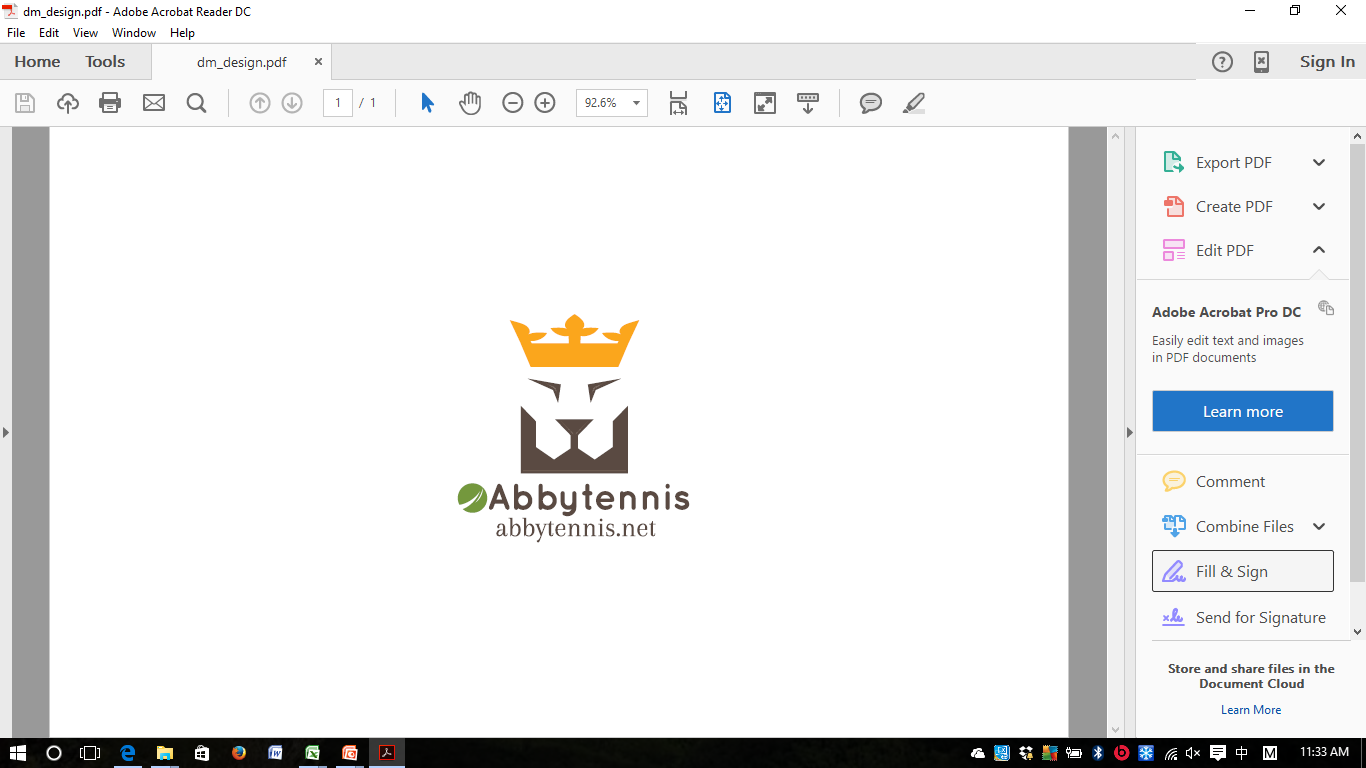 dm_design.pdf - Adobe Acrobat Reader DC
File Edit View Window Help
Home Tools dm_design.pdf × Sign In
1 / 1 92.6%
Export PDF
Create PDF
Edit PDF
Adobe Acrobat Pro DC
Easily edit text and images
in PDF documents
Learn more
Comment
Combine Files
Fill & Sign
Send for Signature
Store and share files in the
Document Cloud
Learn More
Abbytennis
abbytennis.net
中 M 11:33 AM